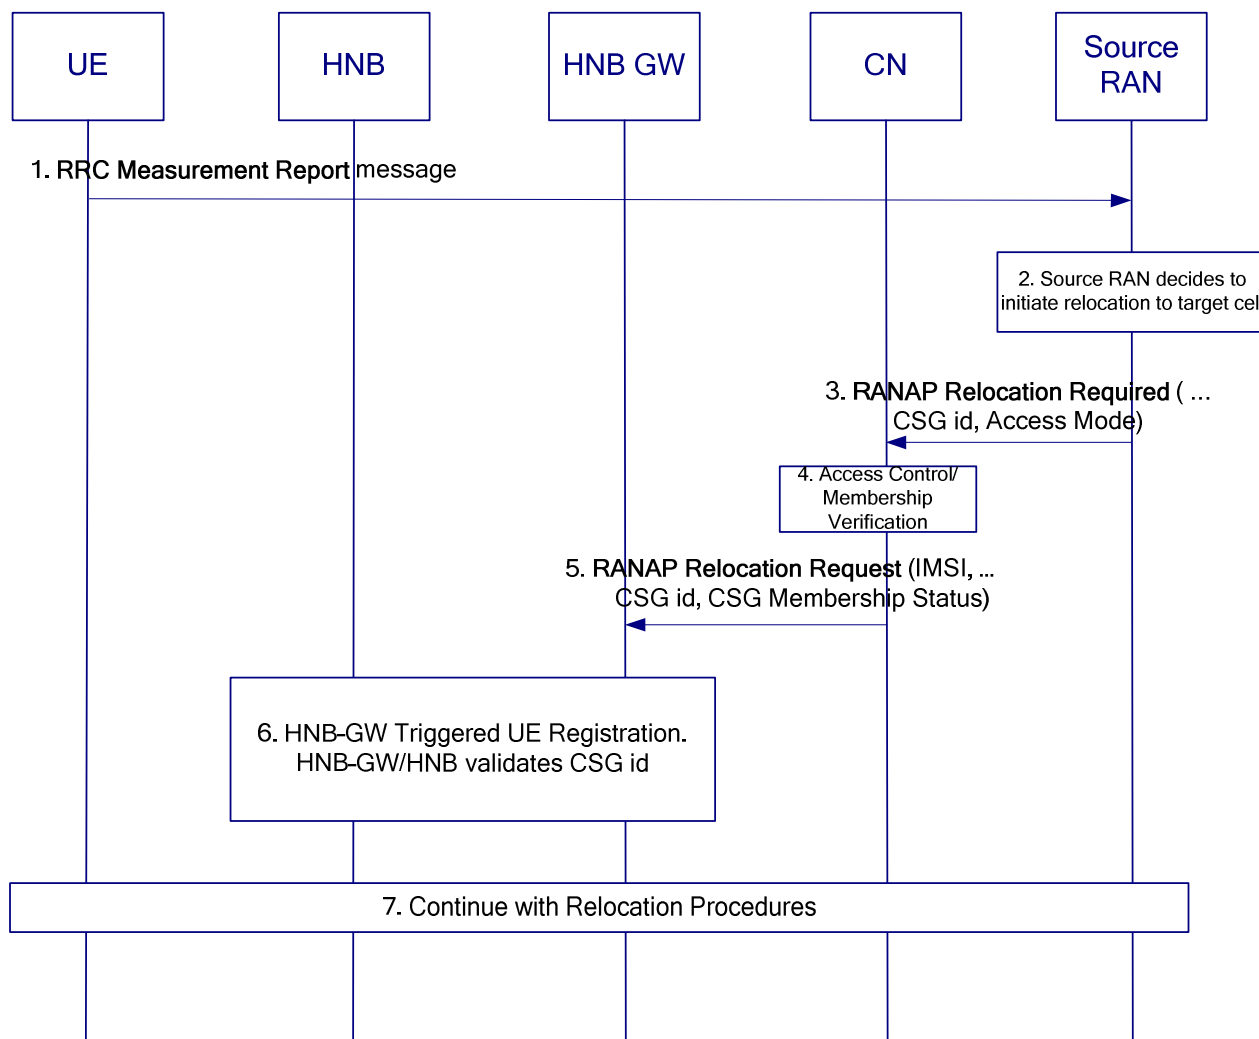 UE
HNB
HNB GW
CN
Source
RAN
1. RRC Measurement Report message
2. Source RAN decides to
initiate relocation to target cel
3. RANAP Relocation Required ( ...
CSG id, Access Mode)
4. Access Control/
Membership
Verification
5. RANAP Relocation Request (IMSI, ...
CSG id, CSG Membership Status)
6. HNB-GW Triggered UE Registration.
HNB-GW/HNB validates CSG id
7. Continue with Relocation Procedures